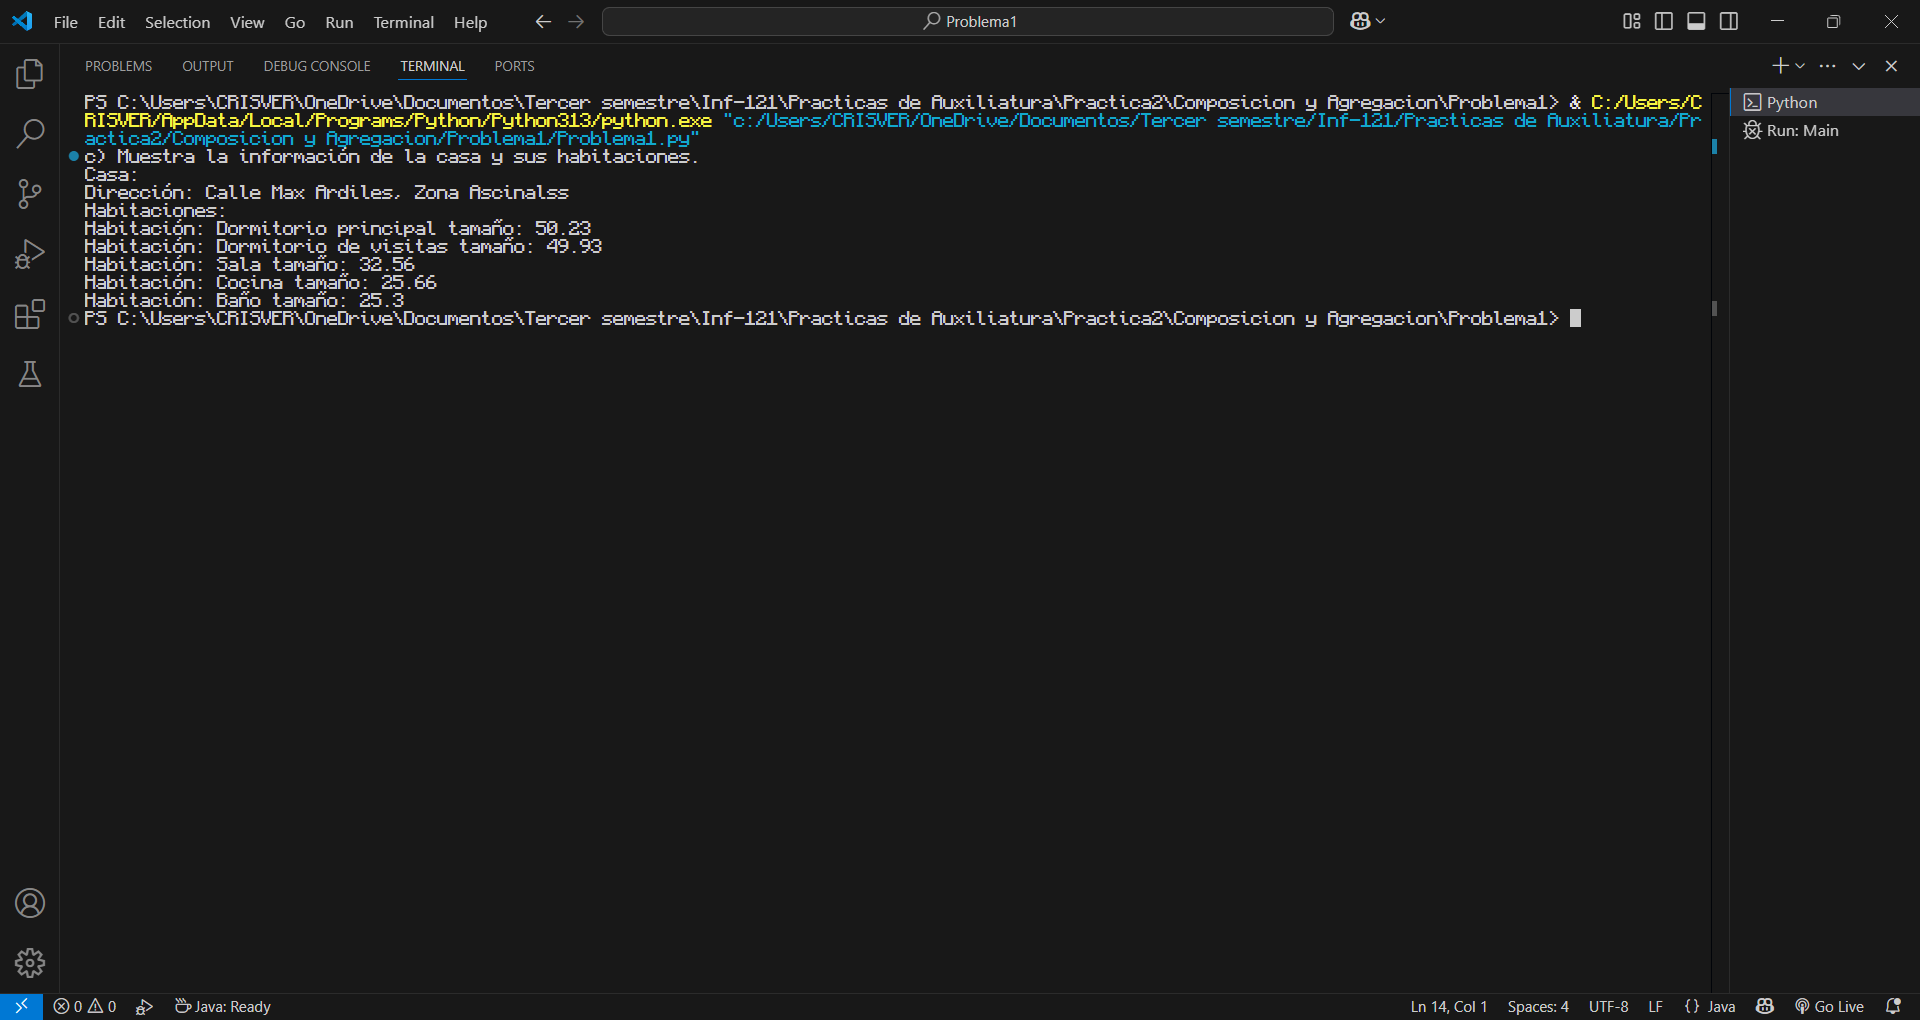 File Edit Selection View Go Run Terminal Help Problema1
PROBLEMS OUTPUT DEBUG CONSOLE TERMINAL PORTS
PS C:\Users\CRISVER\OneDrive\Documentos\Tercer semestre\Inf-121\Practicas de Auxiliatura\Practica2\Composicion y Agregacion\Problema1> & C:/Users/C
RISVER/AppData/Local/Programs/Python/Python313/python.exe "c:/Users/CRISVER/OneDrive/Documentos/Tercer semestre/Inf-121/Practicas de Auxiliatura/Pr
actica2/Composicion y Agregacion/Problema1/Problema1.py"
c) Muestra la información de la casa y sus habitaciones.
Casa:
Dirección: Calle Max Ardiles, Zona Ascinalss
Habitaciones:
Habitación: Dormitorio principal tamaño: 50.23
Habitación: Dormitorio de visitas tamaño: 49.93
Habitación: Sala tamaño: 32.56
Habitación: Cocina tamaño: 25.66
Habitación: Baño tamaño: 25.3
PS C:\Users\CRISVER\OneDrive\Documentos\Tercer semestre\Inf-121\Practicas de Auxiliatura\Practica2\Composicion y Agregacion\Problema1>
Python
Run: Main
0 0 Java: Ready Ln 14, Col 1 Spaces: 4 UTF-8 LF {} Java Go Live